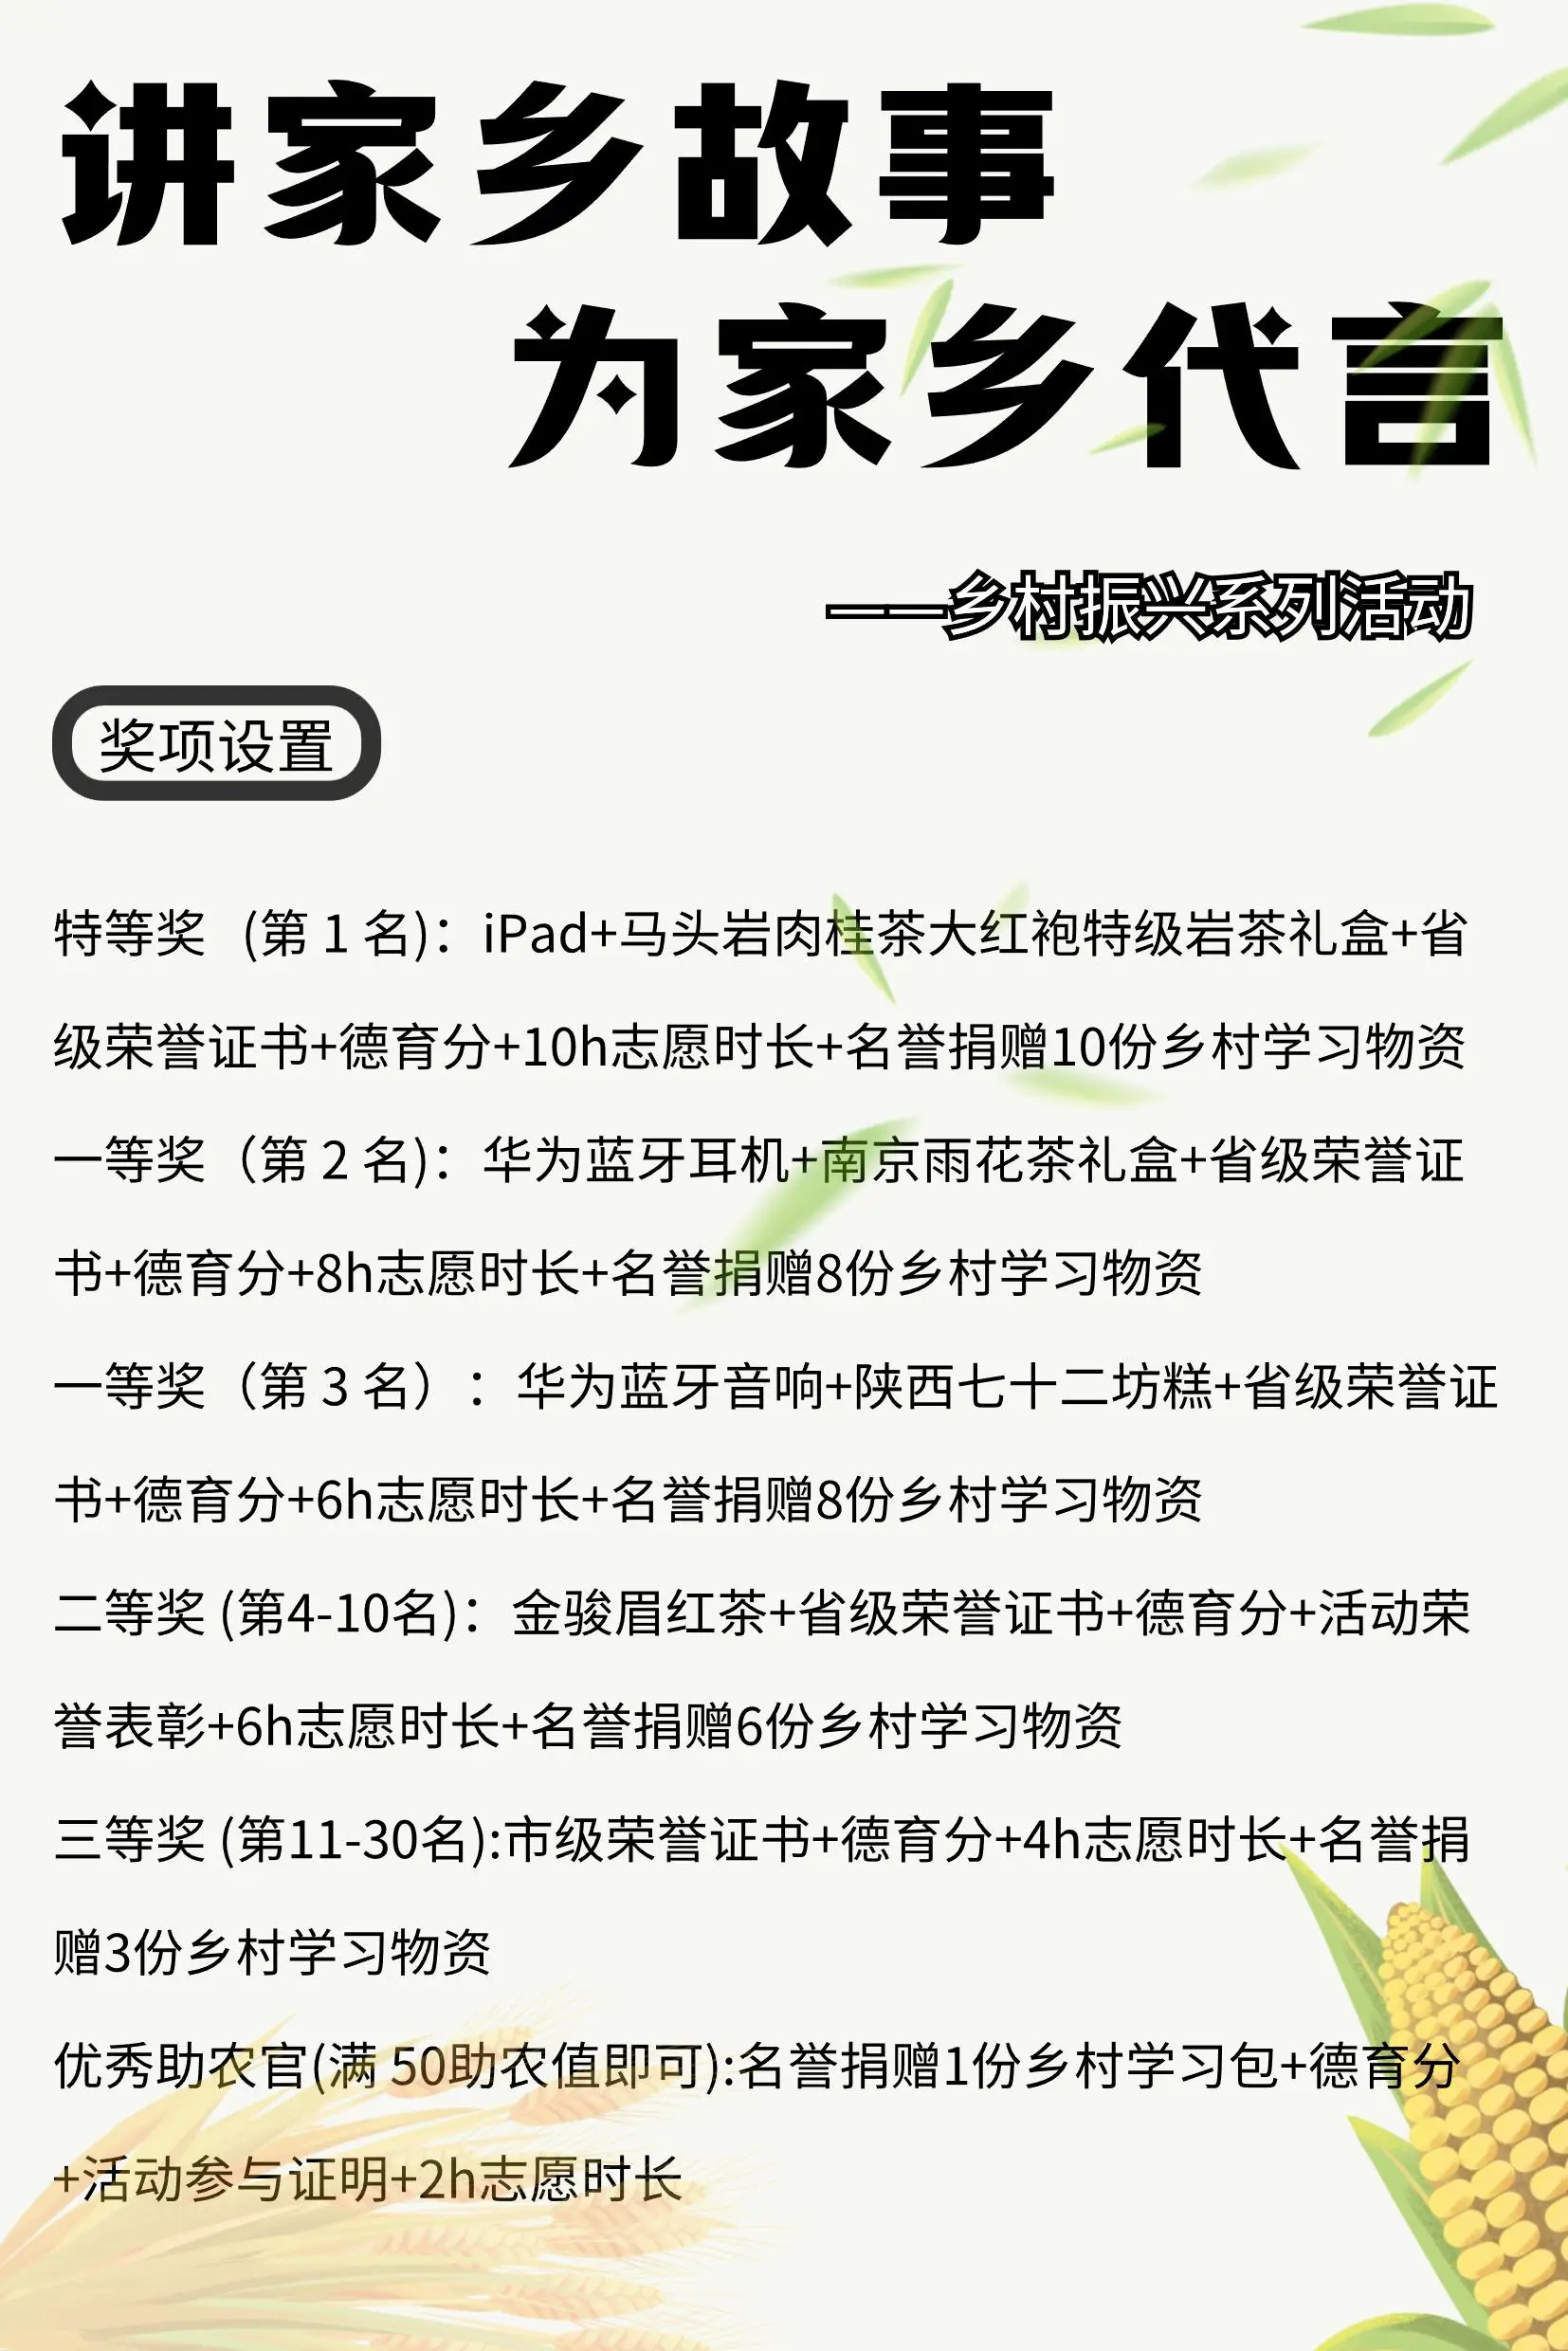 讲家乡故事
为家乡代言
——乡村振兴系列活动
奖项设置
特等奖 (第 1 名)：iPad+马头岩肉桂茶大红袍特级岩茶礼盒+省
级荣誉证书+德育分+10h志愿时长+名誉捐赠10份乡村学习物资
一等奖（第 2 名)：华为蓝牙耳机+南京雨花茶礼盒+省级荣誉证
书+德育分+8h志愿时长+名誉捐赠8份乡村学习物资
一等奖（第 3 名）：华为蓝牙音响+陕西七十二坊糕+省级荣誉证
书+德育分+6h志愿时长+名誉捐赠8份乡村学习物资
二等奖 (第4-10名)：金骏眉红茶+省级荣誉证书+德育分+活动荣
誉表彰+6h志愿时长+名誉捐赠6份乡村学习物资
三等奖 (第11-30名):市级荣誉证书+德育分+4h志愿时长+名誉捐
赠3份乡村学习物资
优秀助农官(满 50助农值即可):名誉捐赠1份乡村学习包+德育分
+活动参与证明+2h志愿时长